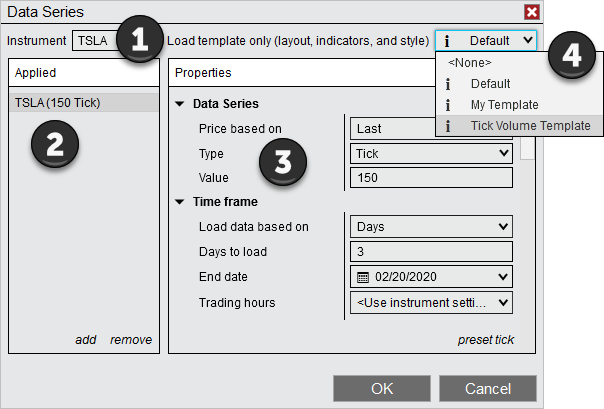 Data Series
Instrument TSLA 1 Load template only (layout, indicators, and style) i Default 4
<None>
i Default
i My Template
i Tick Volume Template
Applied
TSLA (150 Tick)
2
add remove
Properties
Data Series
Price based on Last
Type Tick
3
Value 150
Time frame
Load data based on Days
Days to load 3
End date 02/20/2020
Trading hours <Use instrument setti...
preset tick
OK Cancel